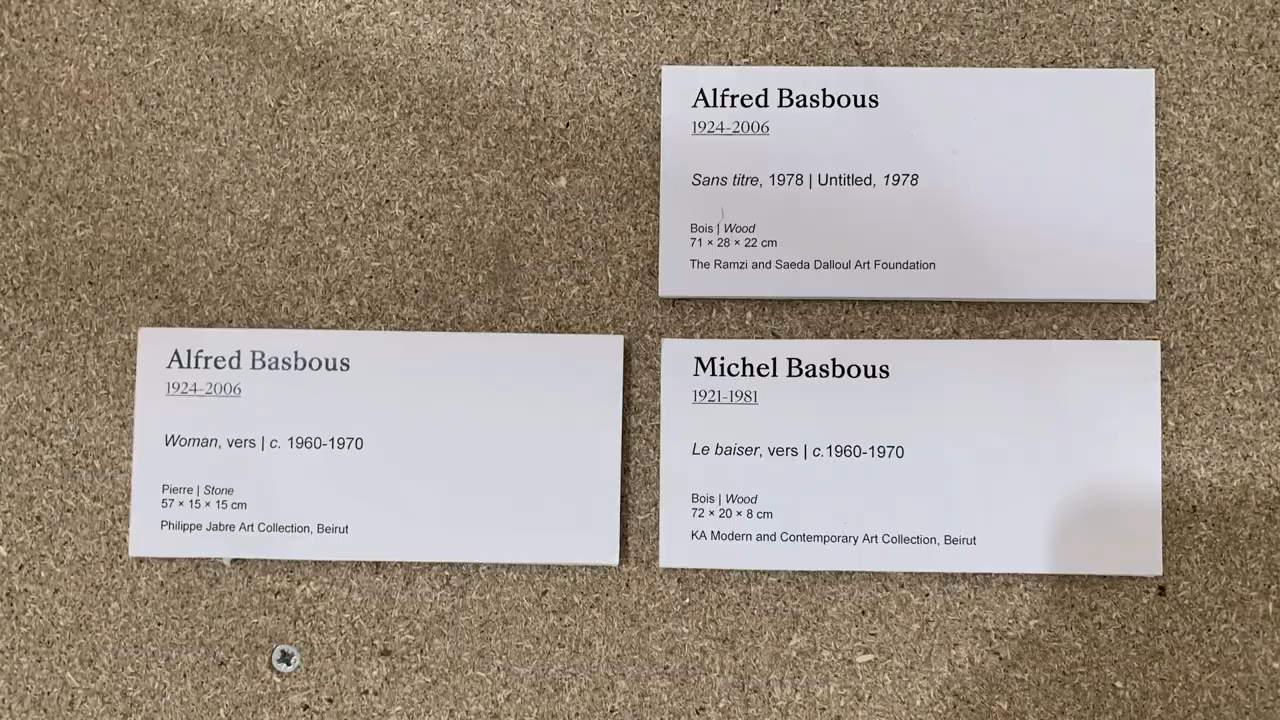 Alfred Basbous
1924-2006
Sans titre, 1978 | Untitled, 1978
Bois | Wood
71 × 28 × 22 cm
The Ramzi and Saeda Dalloul Art Foundation
Alfred Basbous
1924-2006
Woman, vers | c. 1960-1970
Pierre | Stone
57 × 15 × 15 cm
Philippe Jabre Art Collection, Beirut
Michel Basbous
1921-1981
Le baiser, vers | c.1960-1970
Bois | Wood
72 × 20 × 8 cm
KA Modern and Contemporary Art Collection, Beirut